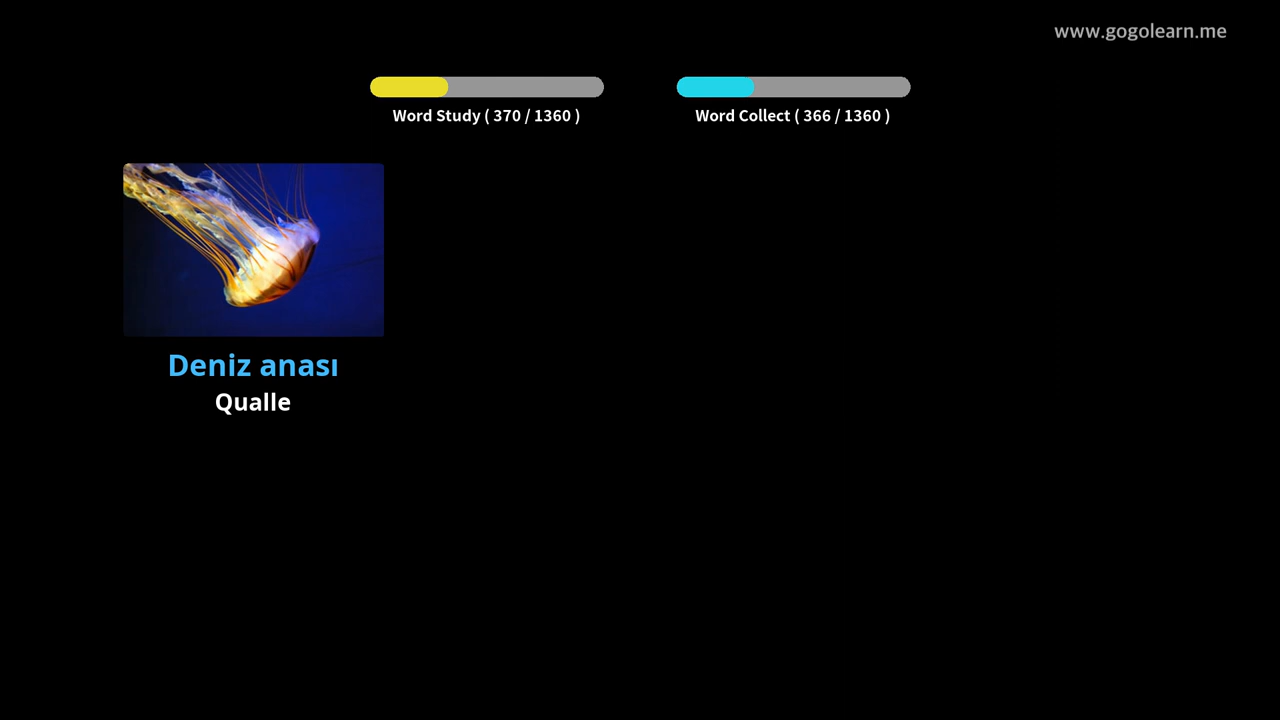 www.gogolearn.me
Word Study ( 370 / 1360 )
Word Collect ( 366 / 1360 )
Deniz anası
Qualle